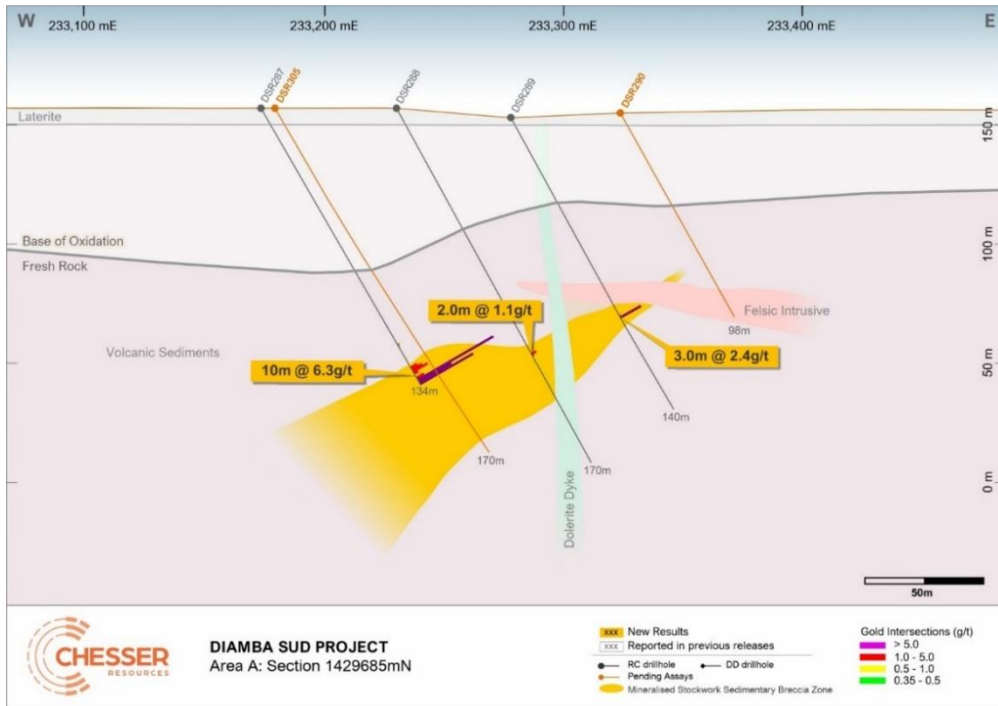 W
E
233,100 mE
233,200 mE
233,300 mE
233,400 mE
DSR287
DSR305
DSR288
DSR289
DSR290
Laterite
150 m
Base of Oxidation
100 m
Fresh Rock
Felsic Intrusive
2.0m @ 1.1g/t
98m
Volcanic Sediments
3.0m @ 2.4g/t
50 m
10m @ 6.3g/t
134m
140m
170m
170m
0 m
Dolerite Dyke
50m
CHESSER
RESOURCES
DIAMBA SUD PROJECT
Area A: Section 1429685mN
XXX New Results
XXX Reported in previous releases
RC drillhole
DD drillhole
Pending Assays
Mineralised Stockwork Sedimentary Breccia Zone
Gold Intersections (g/t)
> 5.0
1.0 - 5.0
0.5 - 1.0
0.35 - 0.5